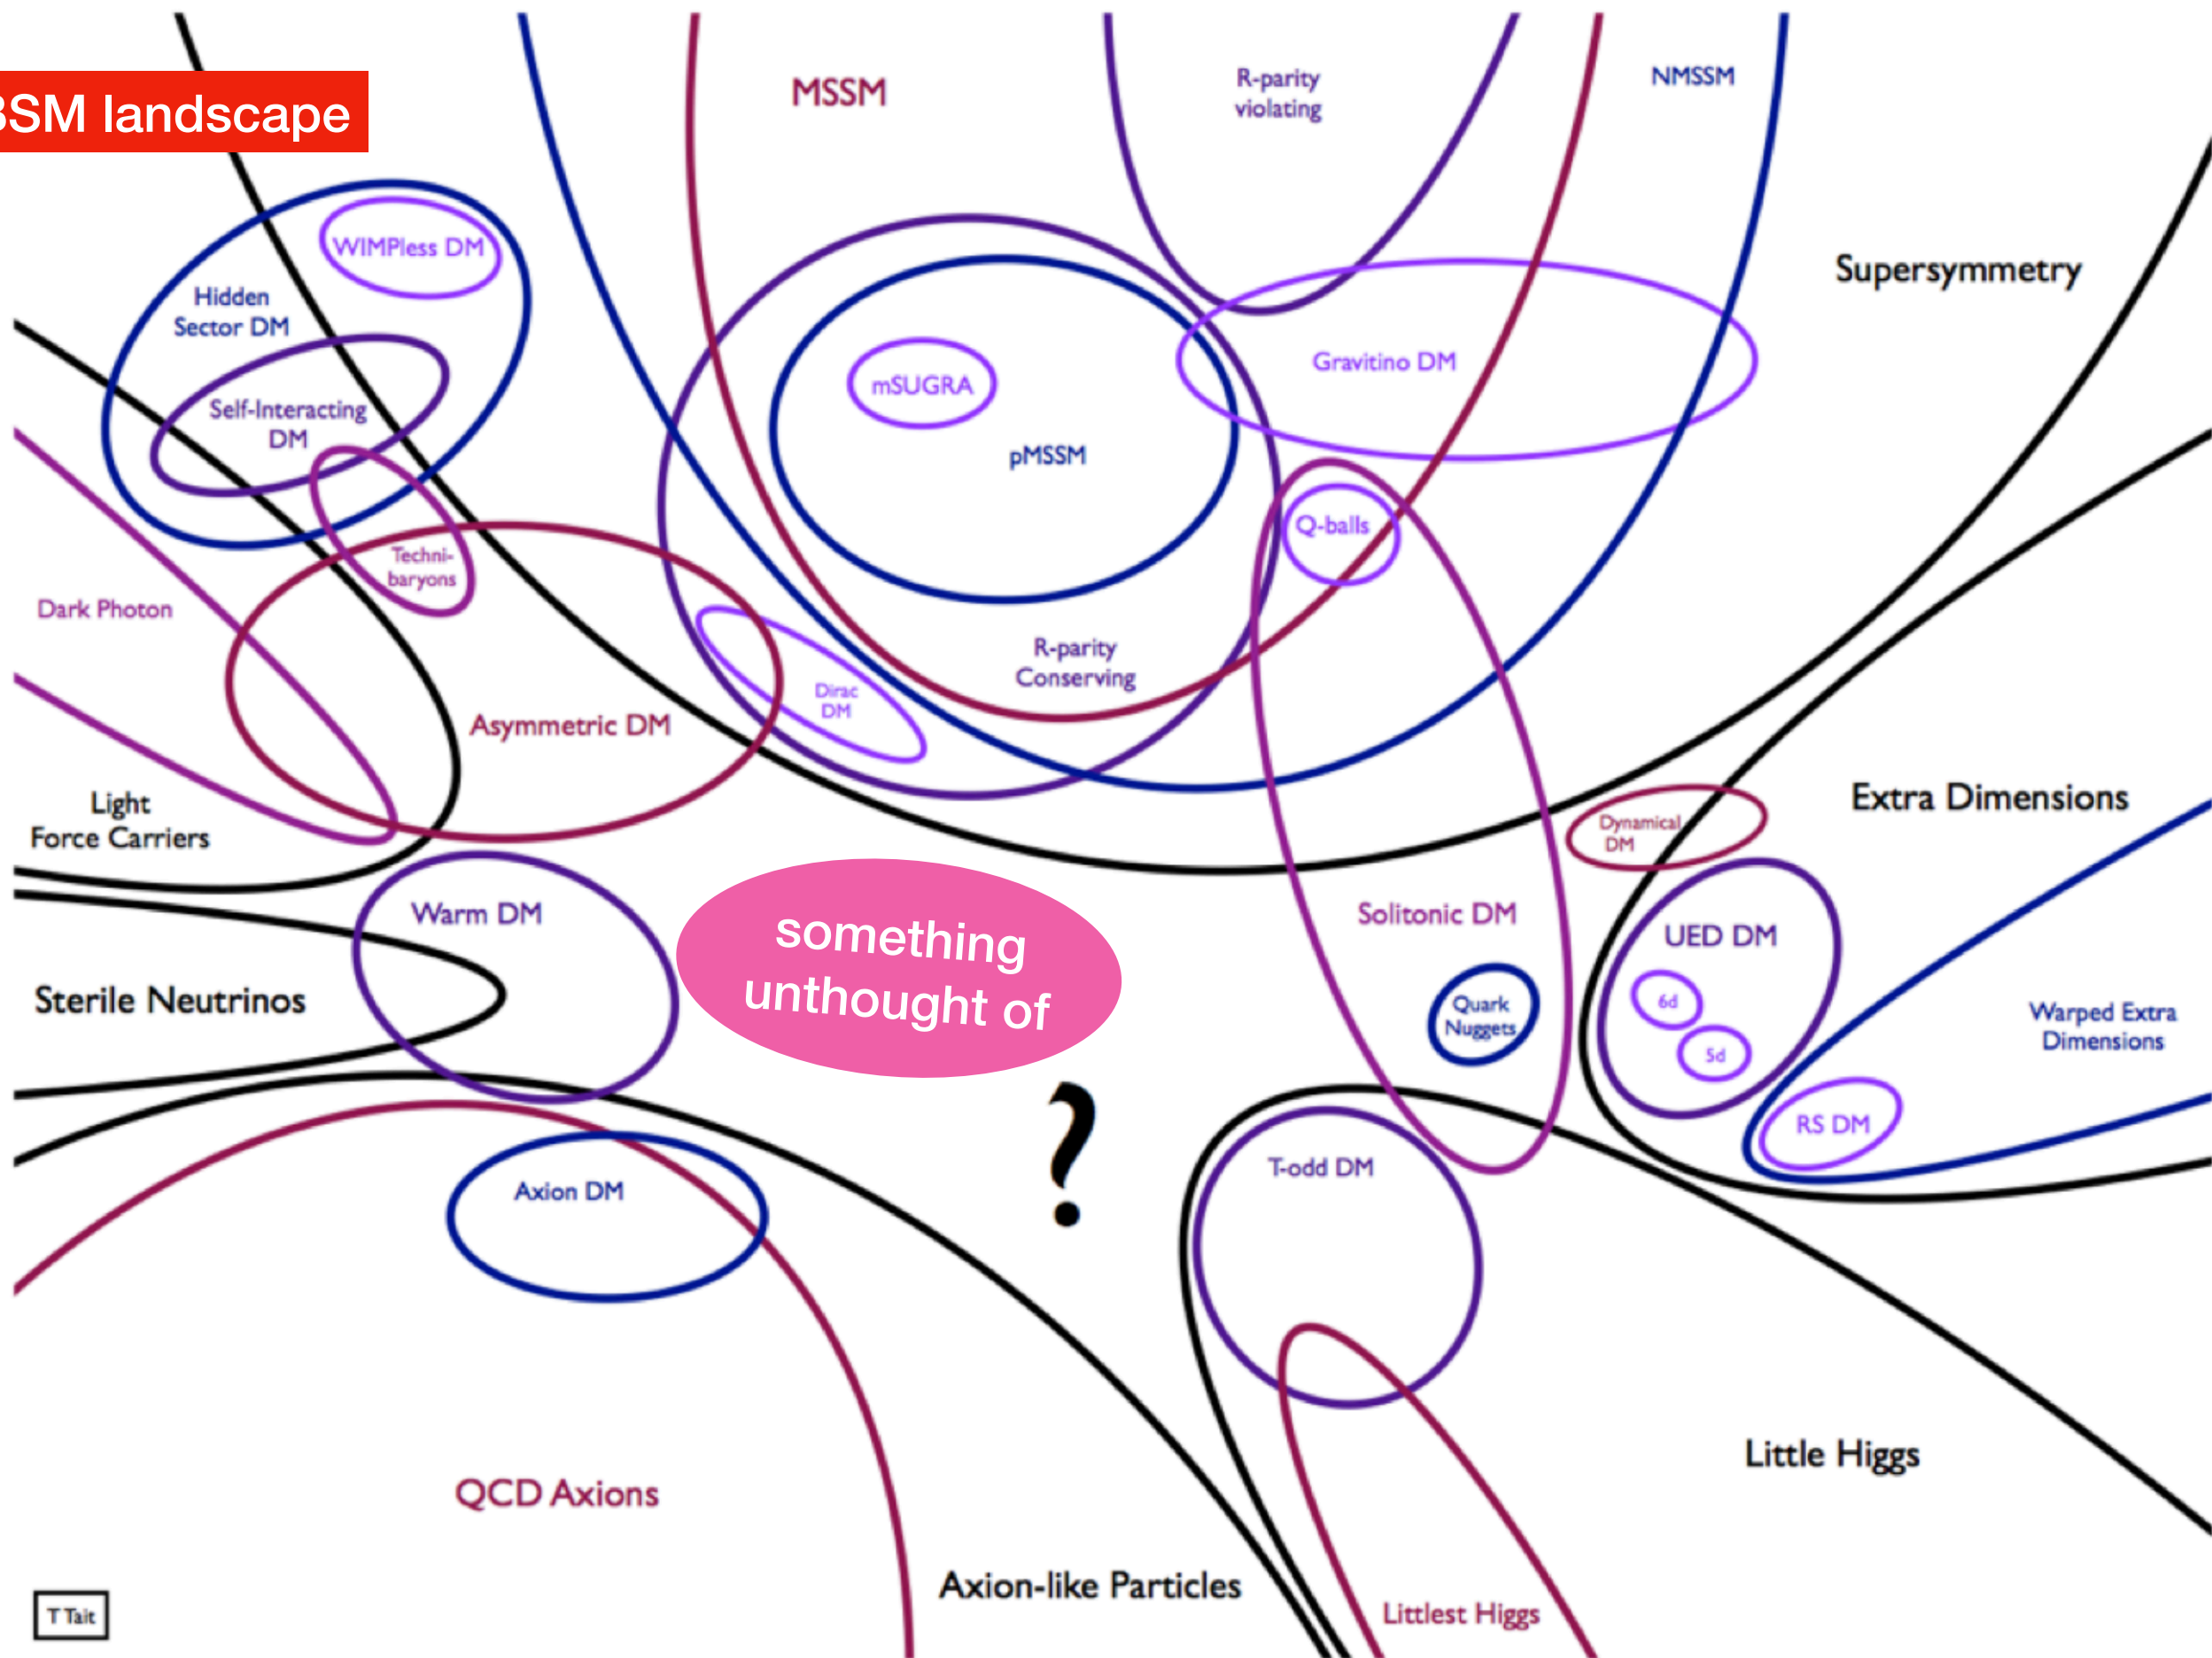 BSM landscape
MSSM
R-parity
violating
NMSSM
Supersymmetry
WIMPless DM
Hidden
Sector DM
Self-Interacting
DM
mSUGRA
Gravitino DM
pMSSM
Q-balls
Techni-
baryons
Dark Photon
R-parity
Conserving
Dirac
DM
Asymmetric DM
Light
Force Carriers
Extra Dimensions
Dynamical
DM
Warm DM
something
unthought of
Solitonic DM
UED DM
Sterile Neutrinos
Quark
Nuggets
6d
5d
Warped Extra
Dimensions
?
RS DM
T-odd DM
Axion DM
Little Higgs
QCD Axions
Axion-like Particles
Littlest Higgs
T Tait